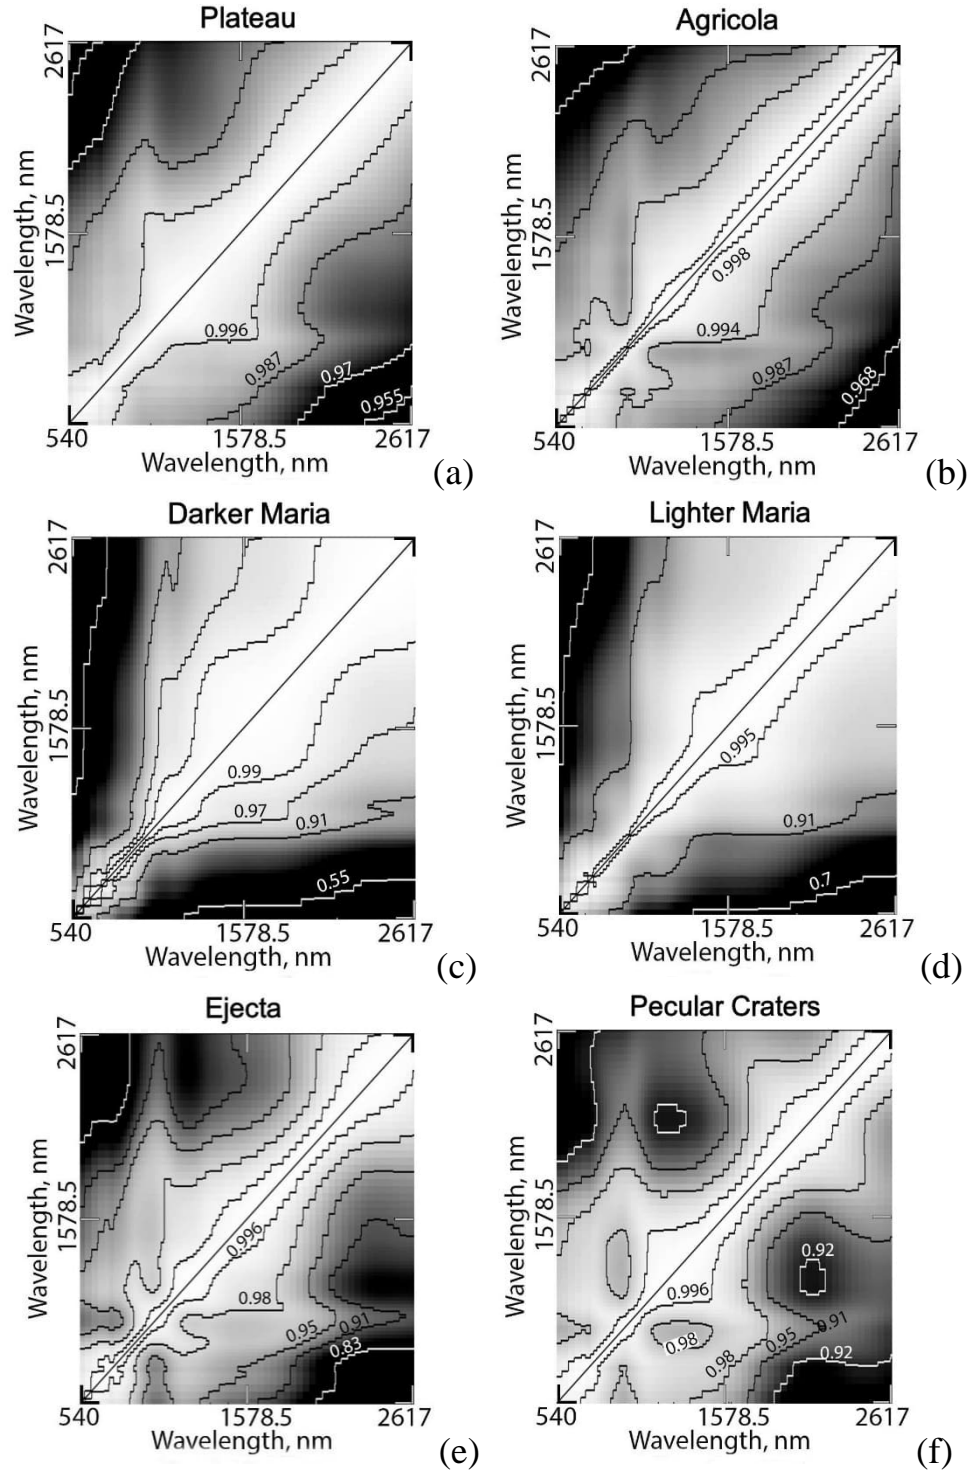 Plateau
2617
1578.5
Wavelength, nm
0.996
0.987
0.97
0.955
540
1578.5
2617
Wavelength, nm
(a)
Agricola
2617
1578.5
Wavelength, nm
0.998
0.994
0.987
0.968
540
1578.5
2617
Wavelength, nm
(b)
Darker Maria
2617
1578.5
Wavelength, nm
0.99
0.97
0.91
0.55
540
1578.5
2617
Wavelength, nm
(c)
Lighter Maria
2617
1578.5
Wavelength, nm
0.995
0.91
0.7
540
1578.5
2617
Wavelength, nm
(d)
Ejecta
2617
1578.5
Wavelength, nm
0.996
0.98
0.95
0.91
0.83
540
1578.5
2617
Wavelength, nm
(e)
Pecular Craters
2617
1578.5
Wavelength, nm
0.92
0.996
0.98
0.98
0.95
0.91
0.92
540
1578.5
2617
Wavelength, nm
(f)